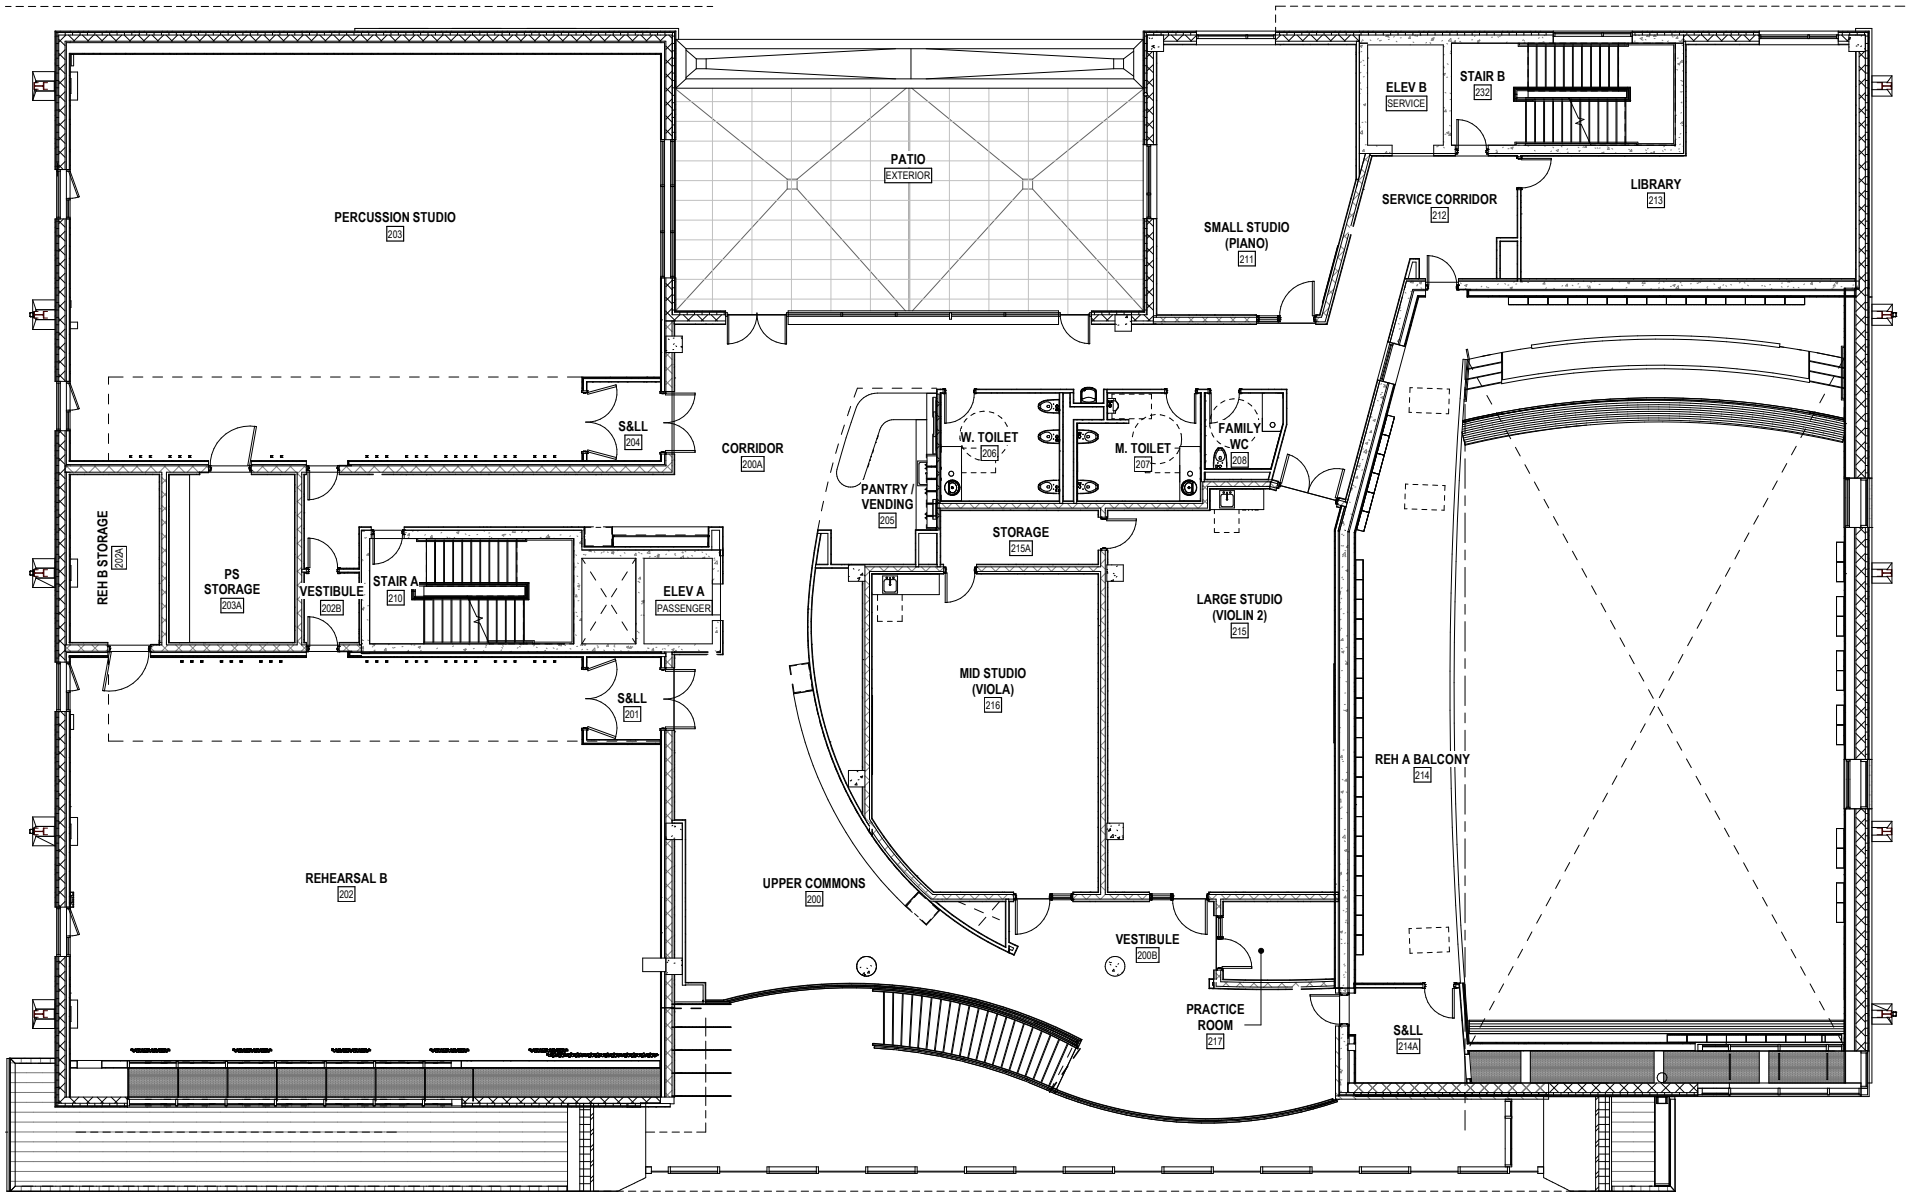 PERCUSSION STUDIO
203
PATIO
EXTERIOR
SMALL STUDIO
(PIANO)
211
ELEV B
SERVICE
STAIR B
232
SERVICE CORRIDOR
212
LIBRARY
213
S&LL
204
CORRIDOR
200A
PANTRY /
VENDING
205
W. TOILET
206
M. TOILET
207
FAMILY
WC
208
REH B STORAGE
202A
PS
STORAGE
203A
VESTIBULE
202B
STAIR A
210
ELEV A
PASSENGER
STORAGE
215A
LARGE STUDIO
(VIOLIN 2)
215
MID STUDIO
(VIOLA)
216
S&LL
201
REH A BALCONY
214
REHEARSAL B
202
UPPER COMMONS
200
VESTIBULE
200B
PRACTICE
ROOM
217
S&LL
214A